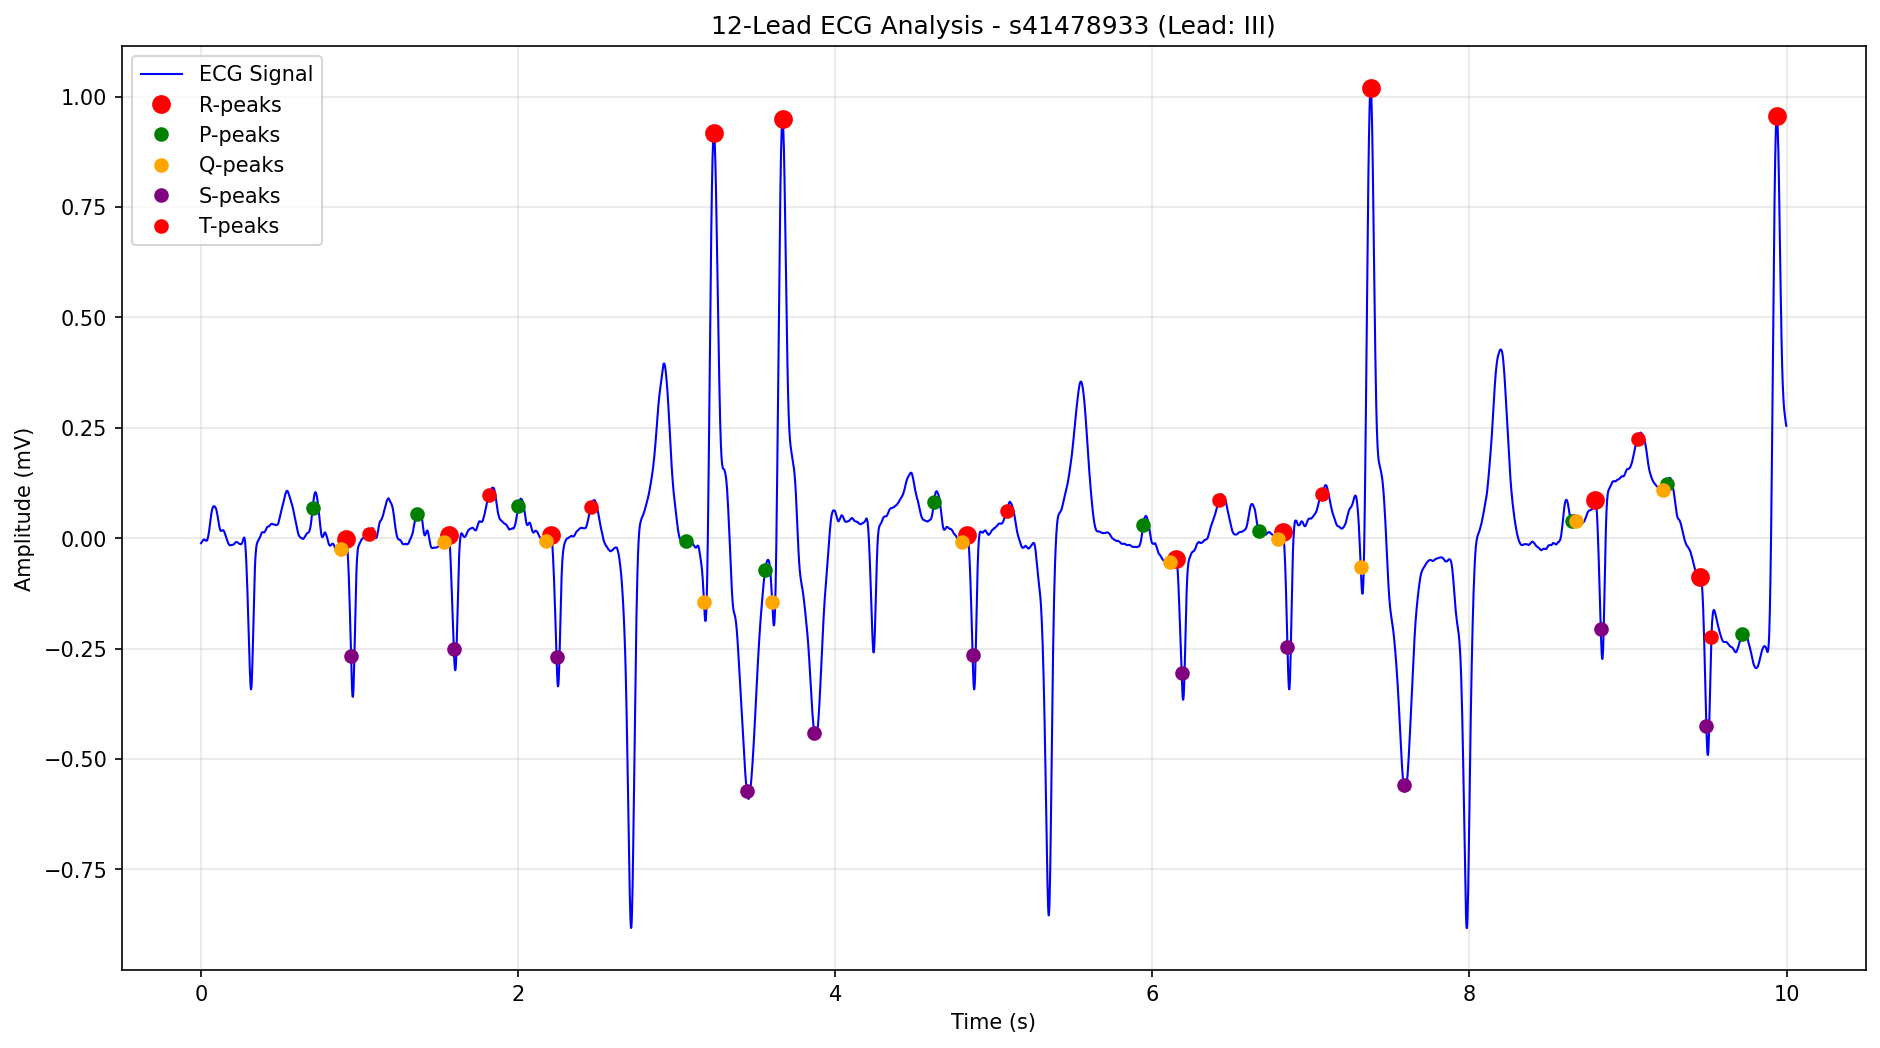 12-Lead ECG Analysis - s41478933 (Lead: III)
ECG Signal
R-peaks
P-peaks
Q-peaks
S-peaks
T-peaks
1.00
0.75
0.50
0.25
0.00
−0.25
−0.50
−0.75
Amplitude (mV)
0 2 4 6 8 10
Time (s)